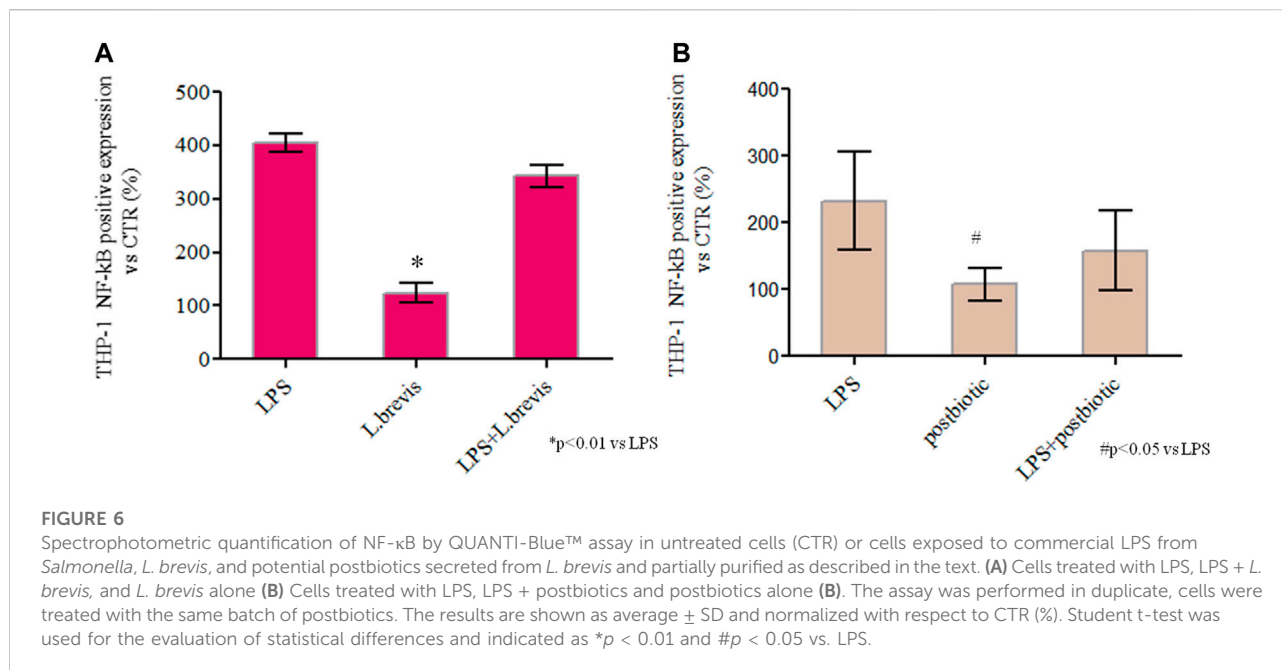 A
THP-1 NF-kB positive expression
vs CTR (%)
500
400
300
200
100
0
*
LPS
L.brevis
LPS+L.brevis
*p<0.01 vs LPS
B
THP-1 NF-kB positive expression
vs CTR (%)
400
300
200
100
0
#
LPS
postbiotic
LPS+postbiotic
#p<0.05 vs LPS
FIGURE 6
Spectrophotometric quantification of NF-κB by QUANTI-Blue™ assay in untreated cells (CTR) or cells exposed to commercial LPS from
Salmonella, L. brevis, and potential postbiotics secreted from L. brevis and partially purified as described in the text. (A) Cells treated with LPS, LPS + L.
brevis, and L. brevis alone (B) Cells treated with LPS, LPS + postbiotics and postbiotics alone (B). The assay was performed in duplicate, cells were
treated with the same batch of postbiotics. The results are shown as average ± SD and normalized with respect to CTR (%). Student t-test was
used for the evaluation of statistical differences and indicated as *p < 0.01 and #p < 0.05 vs. LPS.